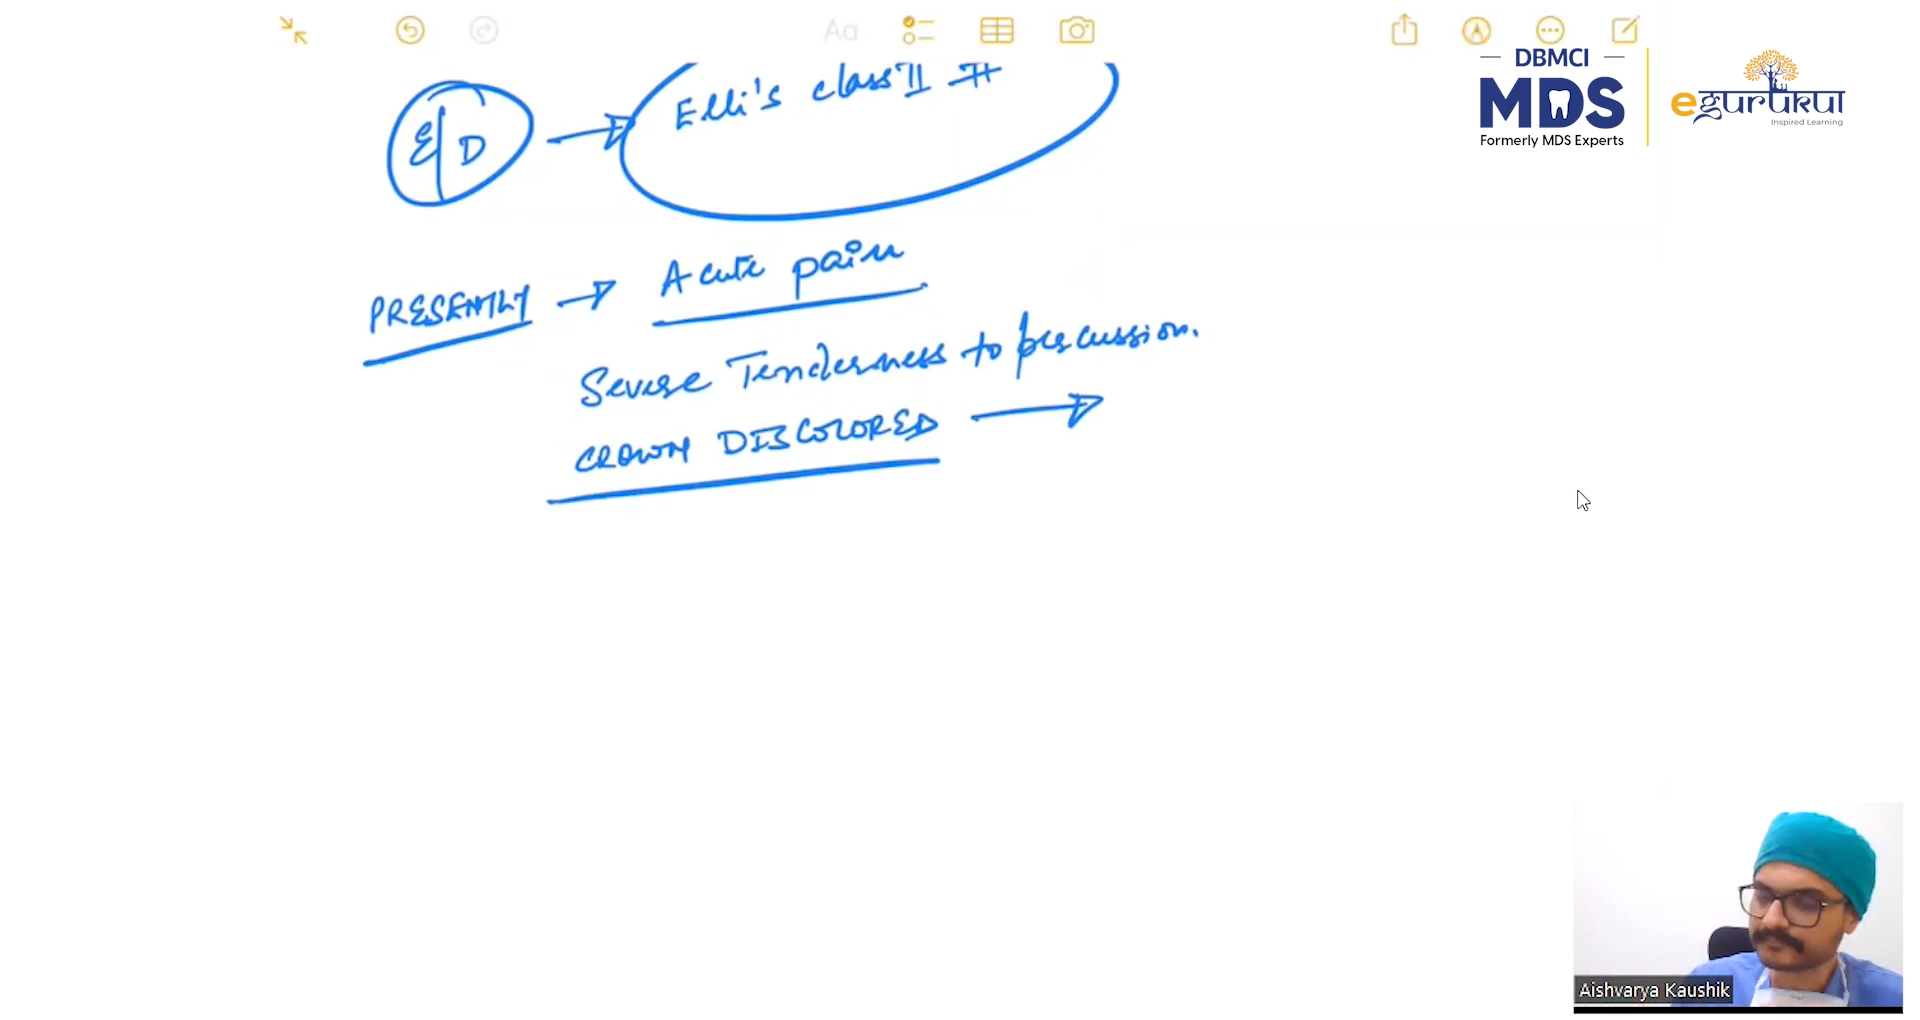 Aa
DBMCI
MDS
Formerly MDS Experts
egurukul
Inspired Learning
Elli's class II #
E/D
Acute pain
PRESENTLY
Severe Tenderness to percussion.
CROWN DISCOLORED
Aishvarya Kaushik